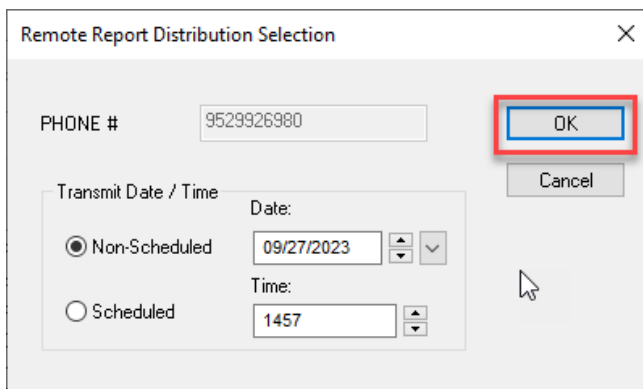 Remote Report Distribution Selection
PHONE # 9529926980 OK
Cancel
Transmit Date / Time
Date:
Non-Scheduled 09/27/2023
Time:
Scheduled 1457